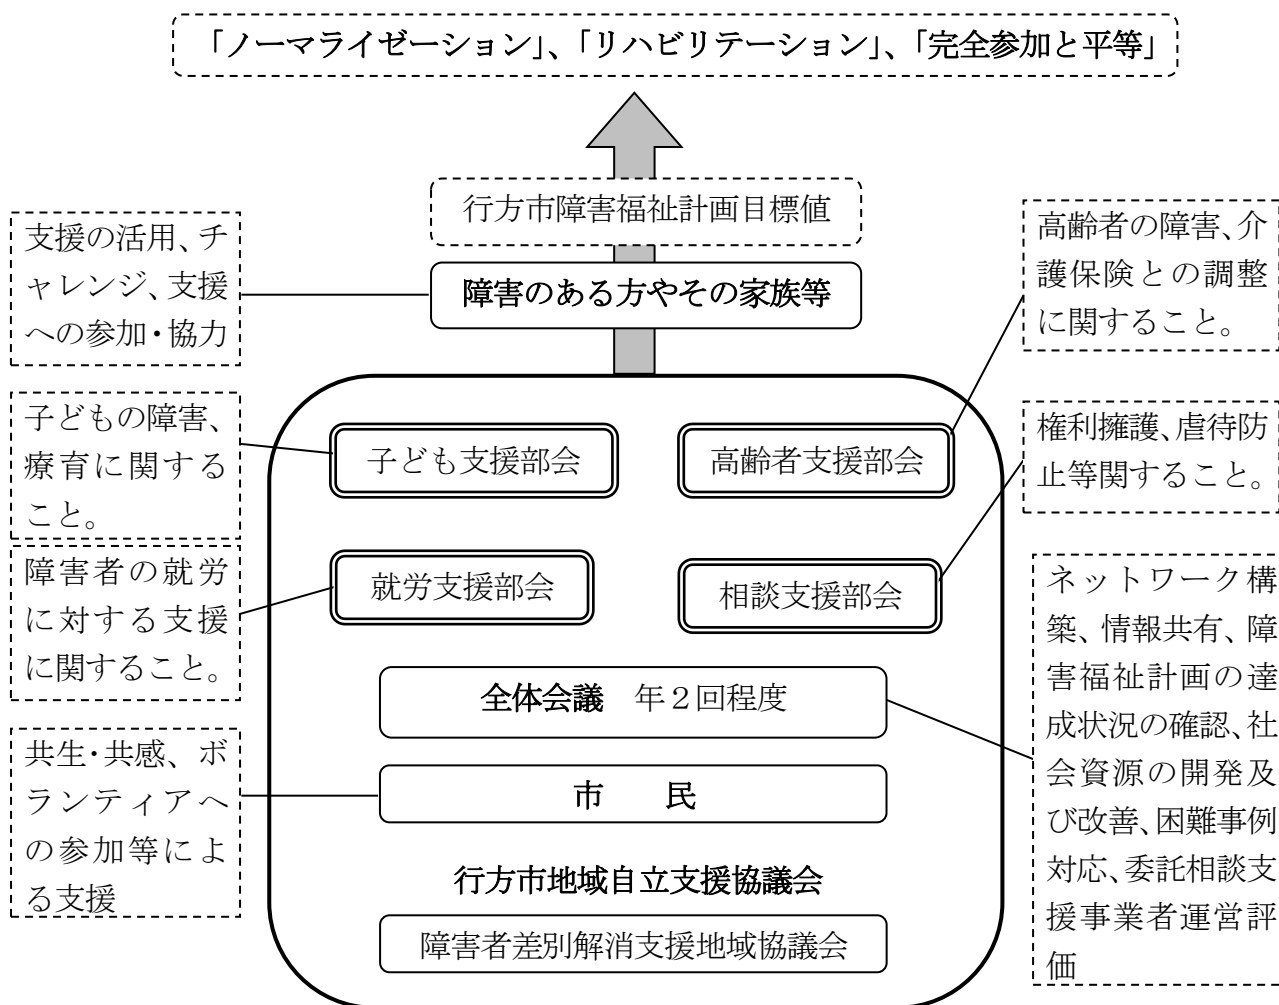 「ノーマライゼーション」、「リハビリテーション」、「完全参加と平等」
行方市障害福祉計画目標値
障害のある方やその家族等
支援の活用、チ
ャレンジ、支援
への参加・協力
高齢者の障害、介
護保険との調整
に関すること。
子どもの障害、
療育に関する
こと。
子ども支援部会
高齢者支援部会
権利擁護、虐待防
止等関すること。
障害者の就労
に対する支援
に関すること。
就労支援部会
相談支援部会
全体会議　年２回程度
ネットワーク構
築、情報共有、障
害福祉計画の達
成状況の確認、社
会資源の開発及
び改善、困難事例
対応、委託相談支
援事業者運営評
価
共生・共感、ボ
ランティアへ
の参加等によ
る支援
市　　民
行方市地域自立支援協議会
障害者差別解消支援地域協議会